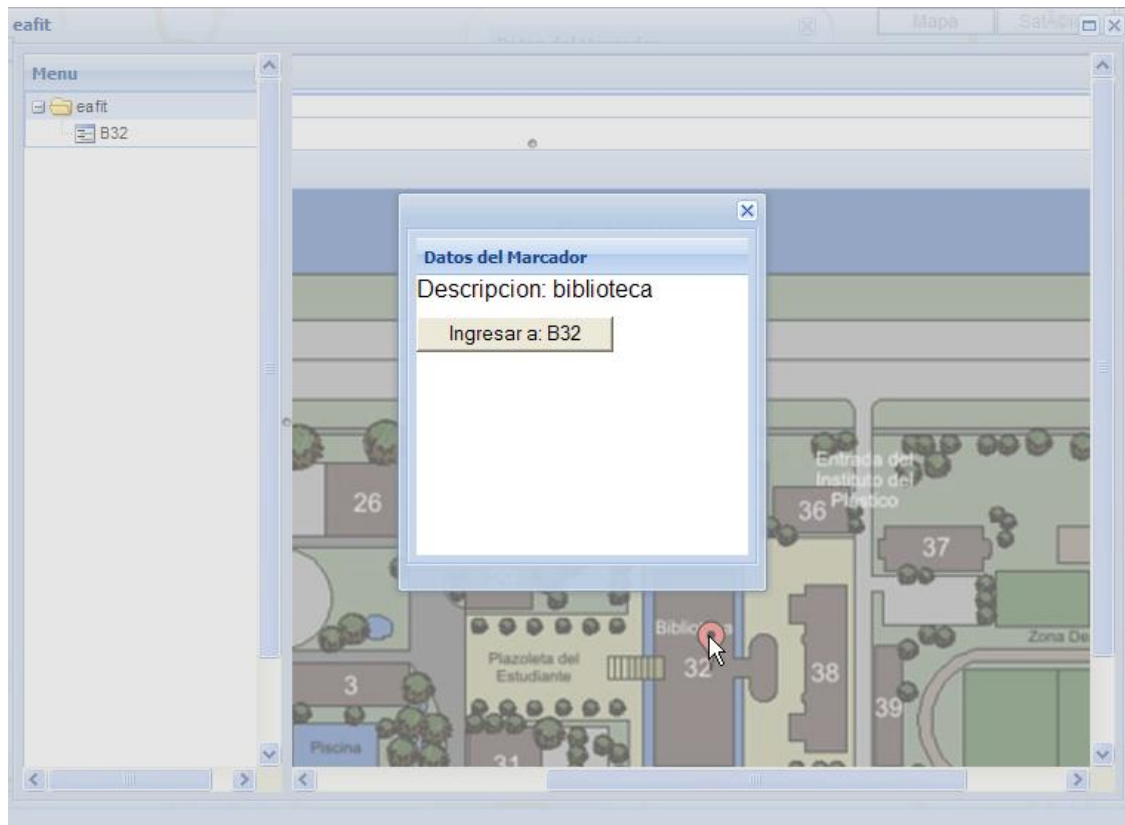 eafit
Mapa
Menu
eafit
B32
Datos del Marcador
Descripcion: biblioteca
Ingresar a: B32
26
Entrada del
Instituto del
Plástico
36
37
Plazoleta del
Estudiante
32
38
Zona De
3
39
Piscina
31